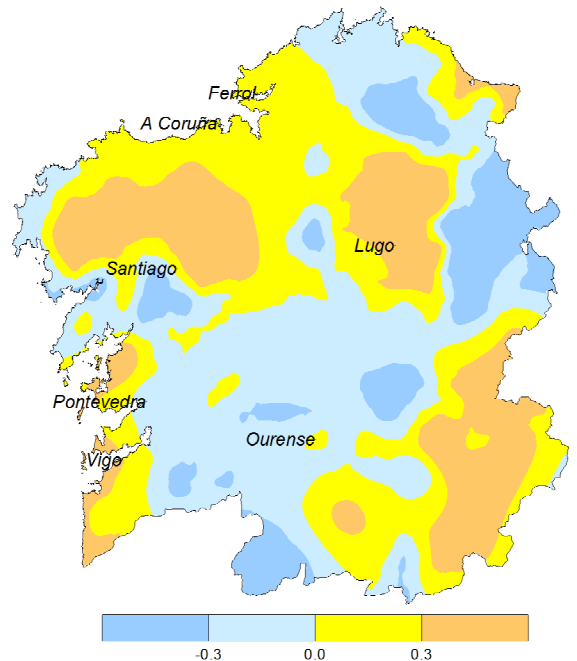 Ferrol
A Coruña
Lugo
Santiago
Pontevedra
Ourense
Vigo
-0.3 0.0 0.3